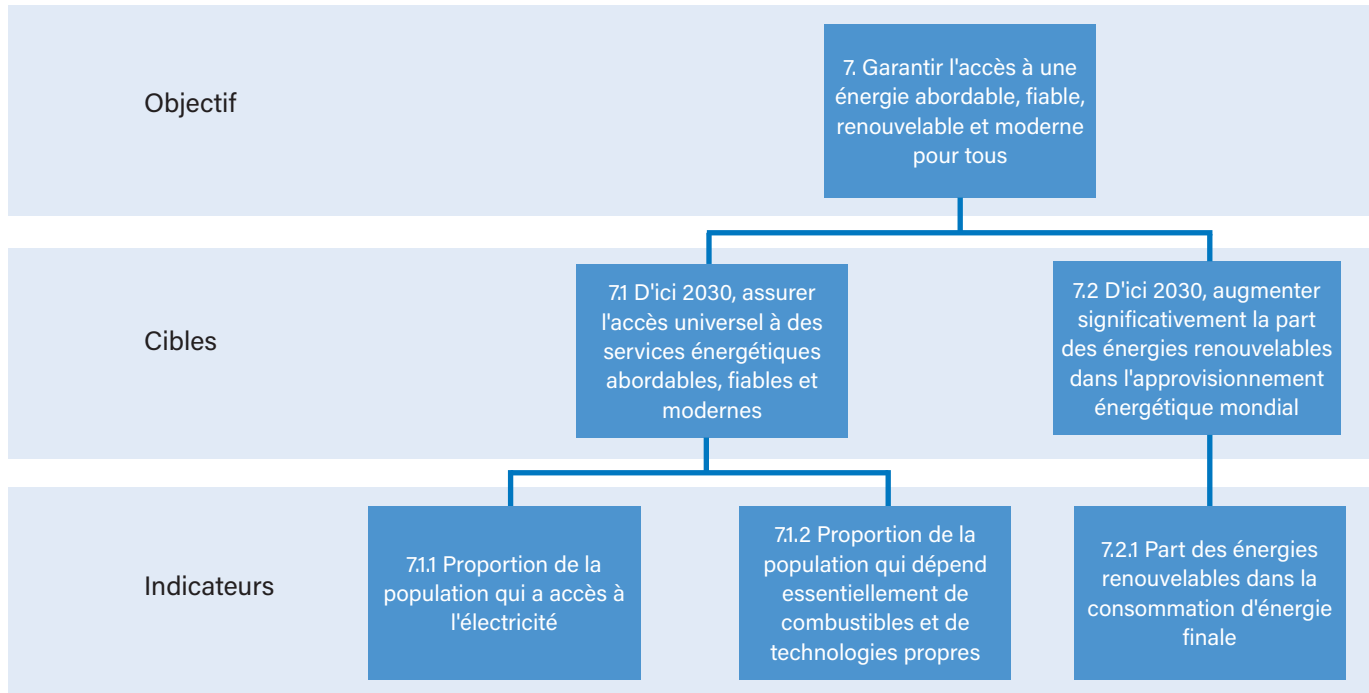 Objectif
7. Garantir l'accès à une
énergie abordable, fiable,
renouvelable et moderne
pour tous
Cibles
7.1 D'ici 2030, assurer
l'accès universel à des
services énergétiques
abordables, fiables et
modernes
7.2 D'ici 2030, augmenter
significativement la part
des énergies renouvelables
dans l'approvisionnement
énergétique mondial
Indicateurs
7.1.1 Proportion de la
population qui a accès à
l'électricité
7.1.2 Proportion de la
population qui dépend
essentiellement de
combustibles et de
technologies propres
7.2.1 Part des énergies
renouvelables dans la
consommation d'énergie
finale